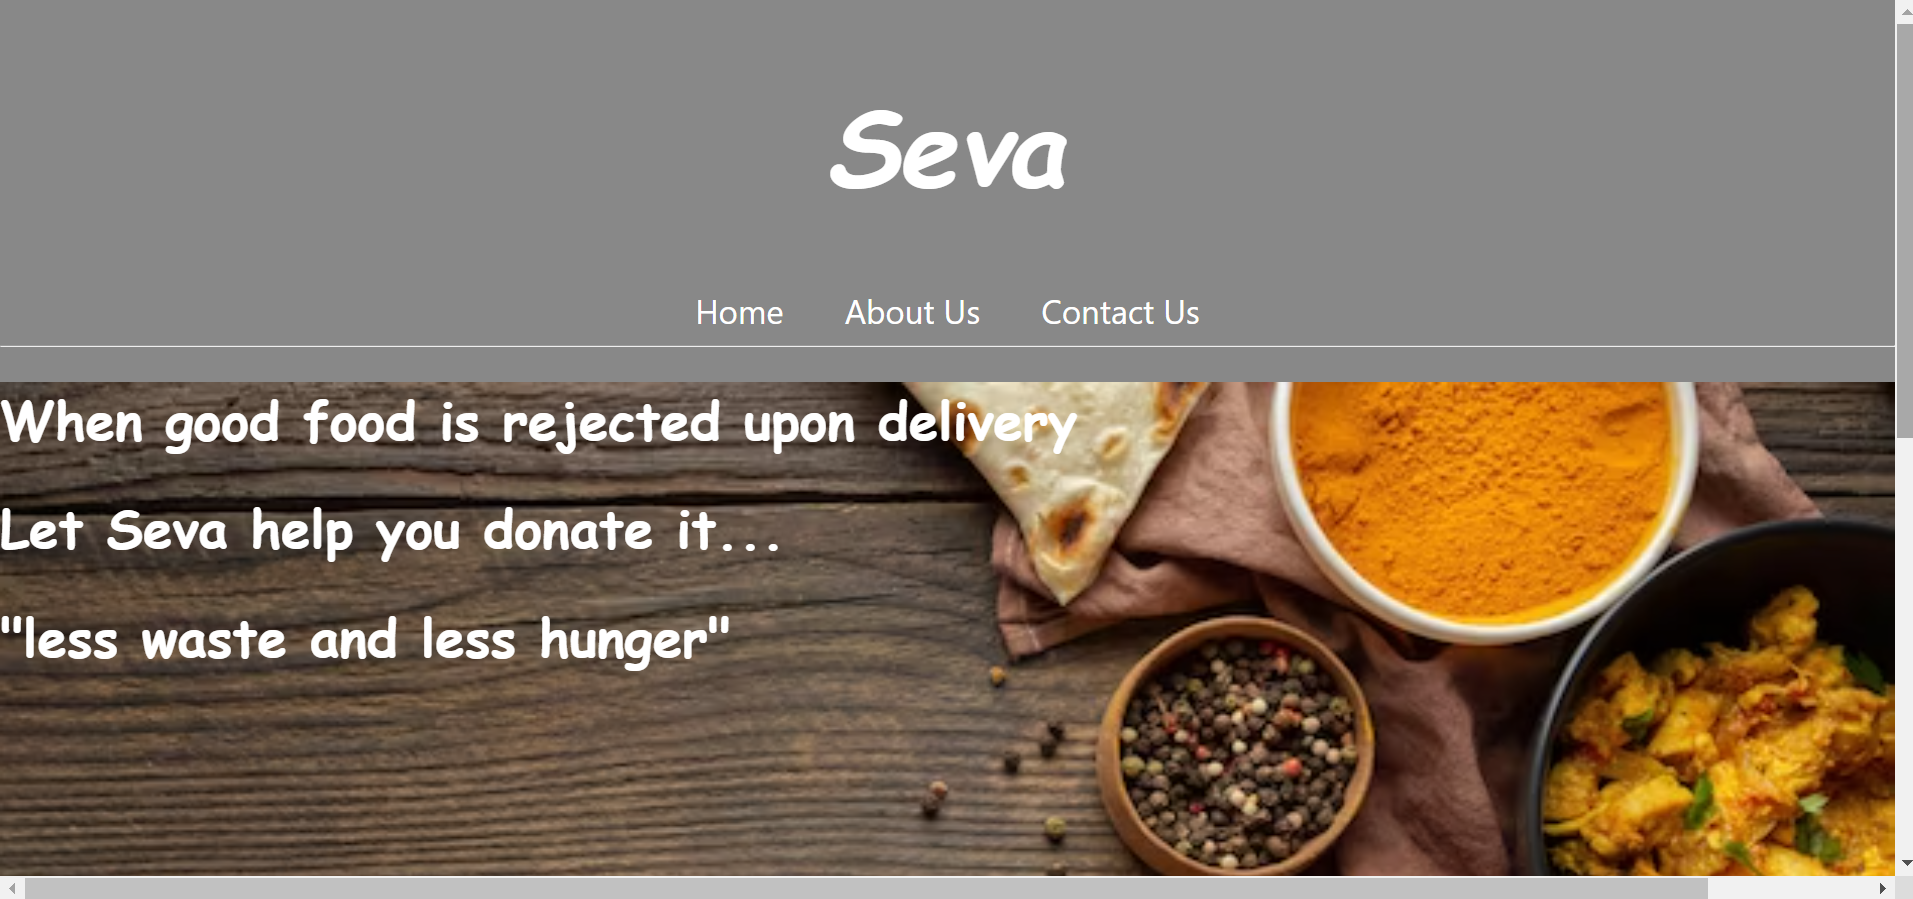 Seva
Home About Us Contact Us
When good food is rejected upon delivery
Let Seva help you donate it...
"less waste and less hunger"